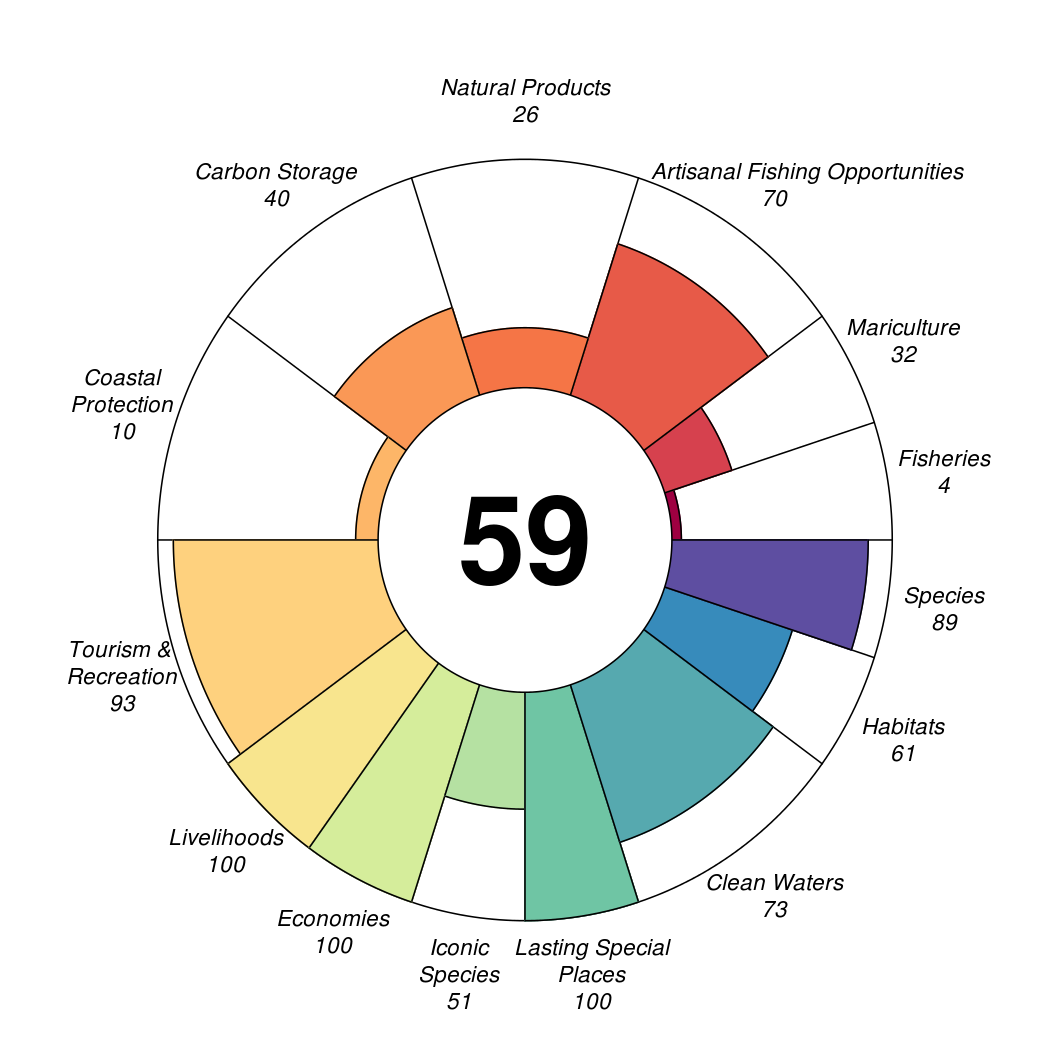 Natural Products
26
Carbon Storage
40
Artisanal Fishing Opportunities
70
Mariculture
32
Coastal
Protection
10
Fisheries
4
59
Species
89
Tourism &
Recreation
93
Habitats
61
Livelihoods
100
Clean Waters
73
Economies
100
Iconic
Species
51
Lasting Special
Places
100